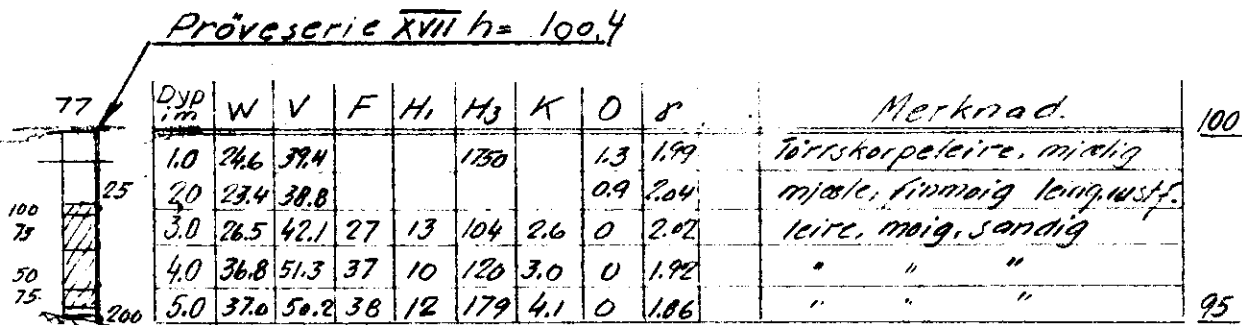 Pröveserie XVII h= 100,4
77 Dyp i m W V F H₁ H₃ K O γ Merknad. 100
1.0 24.6 39.4 1750 1.3 1.99 Törrskorpeleire, mjælig
25 2.0 23.4 38.8 0.9 2.04 mjæle, finmoig leirig, rustf.
100
75 3.0 26.5 42.1 27 13 104 2.6 0 2.07 leire, moig, sandig
50 4.0 36.8 51.3 37 10 120 3.0 0 1.92 " " "
75 200 5.0 37.0 50.2 38 12 179 4.1 0 1.86 " " " 95